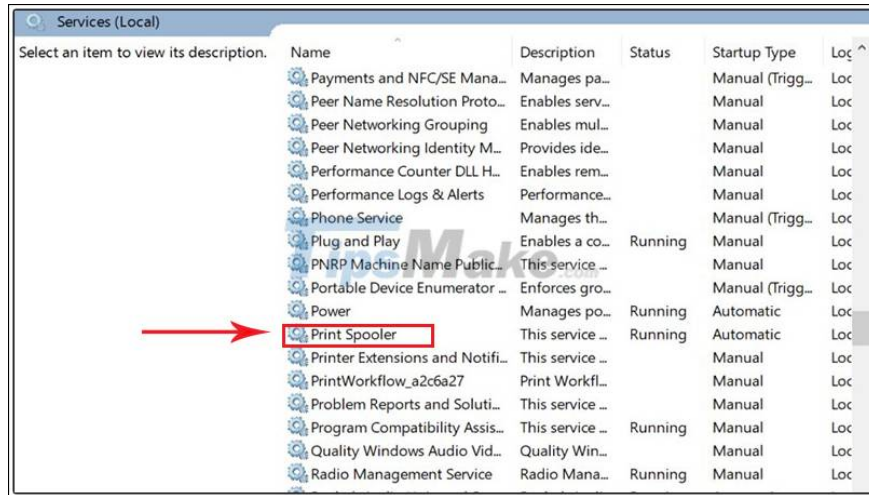 Services (Local)
Select an item to view its description. Name Description Status Startup Type Log
Payments and NFC/SE Mana... Manages pa... Manual (Trigg... Loc
Peer Name Resolution Proto... Enables serv... Manual Loc
Peer Networking Grouping Enables mul... Manual Loc
Peer Networking Identity M... Provides ide... Manual Loc
Performance Counter DLL H... Enables rem... Manual Loc
Performance Logs & Alerts Performance... Manual Loc
Phone Service Manages th... Manual (Trigg... Loc
Plug and Play Enables a co... Running Manual Loc
TipsMake.com
PNRP Machine Name Public... This service ... Manual Loc
Portable Device Enumerator ... Enforces gro... Manual (Trigg... Loc
Power Manages po... Running Automatic Loc
Print Spooler This service ... Running Automatic Loc
Printer Extensions and Notifi... This service ... Manual Loc
PrintWorkflow_a2c6a27 Print Workfl... Manual Loc
Problem Reports and Soluti... This service ... Manual Loc
Program Compatibility Assis... This service ... Running Manual Loc
Quality Windows Audio Vid... Quality Win... Manual Loc
Radio Management Service Radio Mana... Running Manual Loc